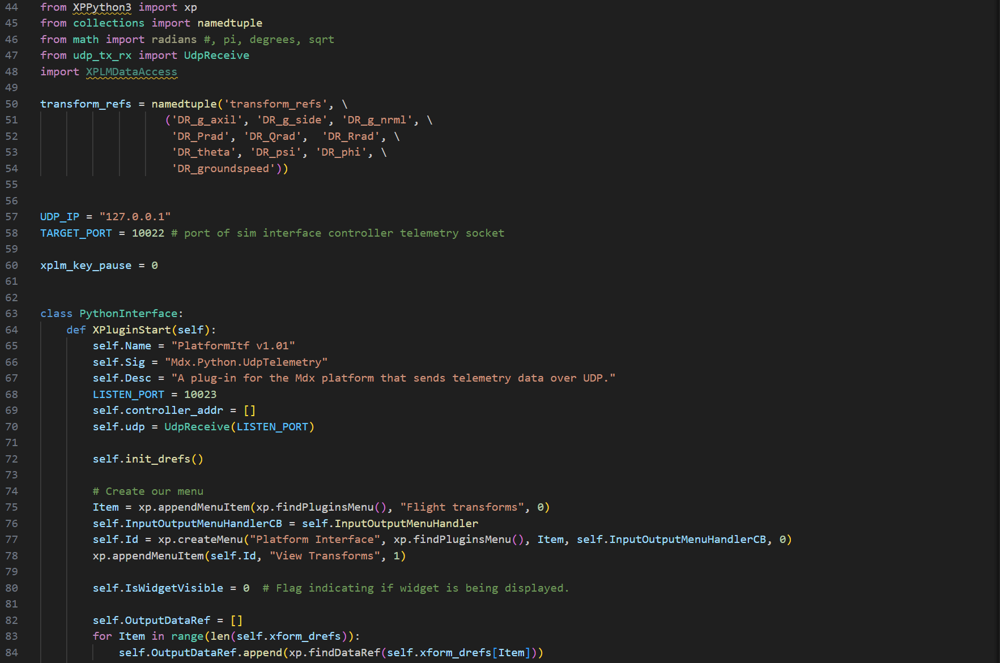 44 from XPPython3 import xp
45 from collections import namedtuple
46 from math import radians #, pi, degrees, sqrt
47 from udp_tx_rx import UdpReceive
48 import XPLMDataAccess
49
50 transform_refs = namedtuple('transform_refs', \
51                    ('DR_g_axil', 'DR_g_side', 'DR_g_nrml', \
52                     'DR_Prad', 'DR_Qrad',  'DR_Rrad', \
53                     'DR_theta', 'DR_psi', 'DR_phi', \
54                     'DR_groundspeed'))
55
56
57 UDP_IP = "127.0.0.1"
58 TARGET_PORT = 10022 # port of sim interface controller telemetry socket
59
60 xplm_key_pause = 0
61
62
63 class PythonInterface:
64     def XPluginStart(self):
65         self.Name = "PlatformItf v1.01"
66         self.Sig = "Mdx.Python.UdpTelemetry"
67         self.Desc = "A plug-in for the Mdx platform that sends telemetry data over UDP."
68         LISTEN_PORT = 10023
69         self.controller_addr = []
70         self.udp = UdpReceive(LISTEN_PORT)
71
72         self.init_drefs()
73
74         # Create our menu
75         Item = xp.appendMenuItem(xp.findPluginsMenu(), "Flight transforms", 0)
76         self.InputOutputMenuHandlerCB = self.InputOutputMenuHandler
77         self.Id = xp.createMenu("Platform Interface", xp.findPluginsMenu(), Item, self.InputOutputMenuHandlerCB, 0)
78         xp.appendMenuItem(self.Id, "View Transforms", 1)
79
80         self.IsWidgetVisible = 0  # Flag indicating if widget is being displayed.
81
82         self.OutputDataRef = []
83         for Item in range(len(self.xform_drefs)):
84             self.OutputDataRef.append(xp.findDataRef(self.xform_drefs[Item]))